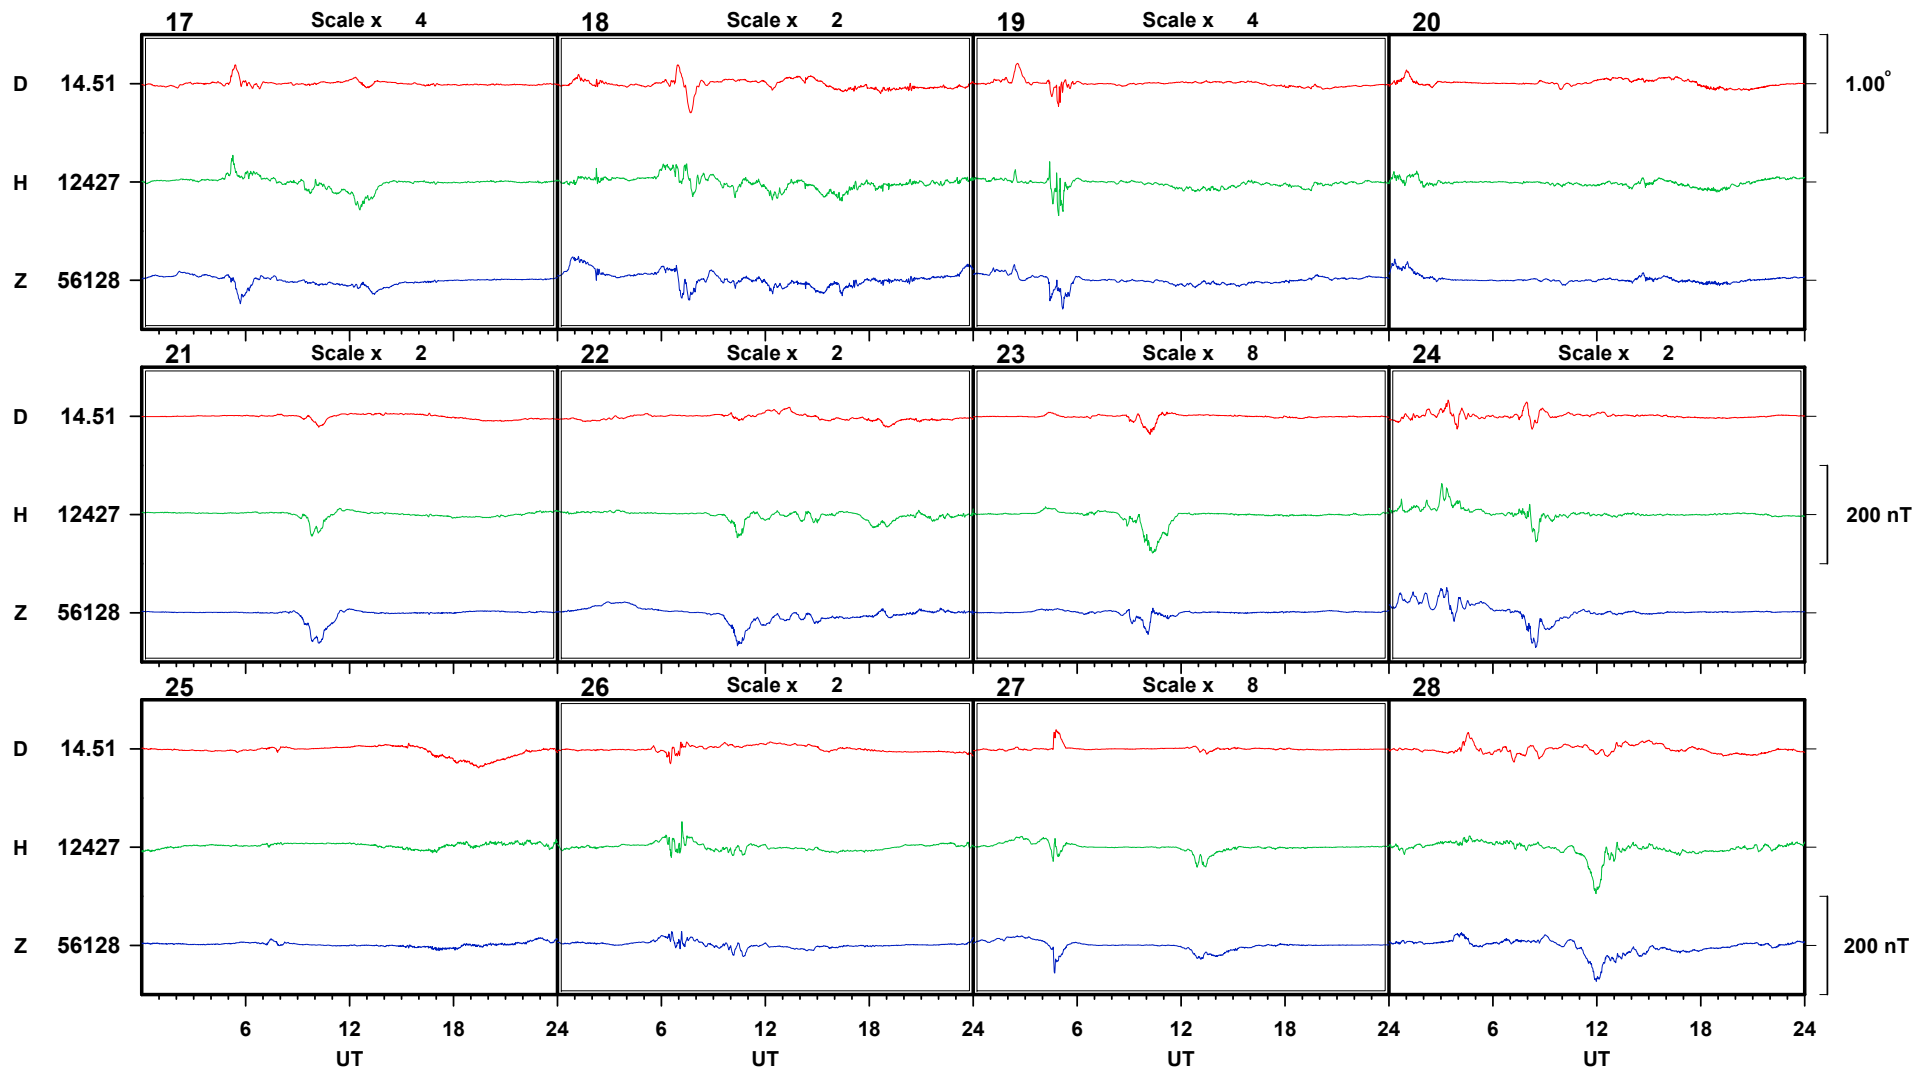 17 Scale x 4 18 Scale x 2 19 Scale x 4 20
D 14.51 1.00°
H 12427
Z 56128
21 Scale x 2 22 Scale x 2 23 Scale x 8 24 Scale x 2
D 14.51
H 12427 200 nT
Z 56128
25 26 Scale x 2 27 Scale x 8 28
D 14.51
H 12427
Z 56128 200 nT
6 12 18 24 6 12 18 24 6 12 18 24 6 12 18 24
UT UT UT UT